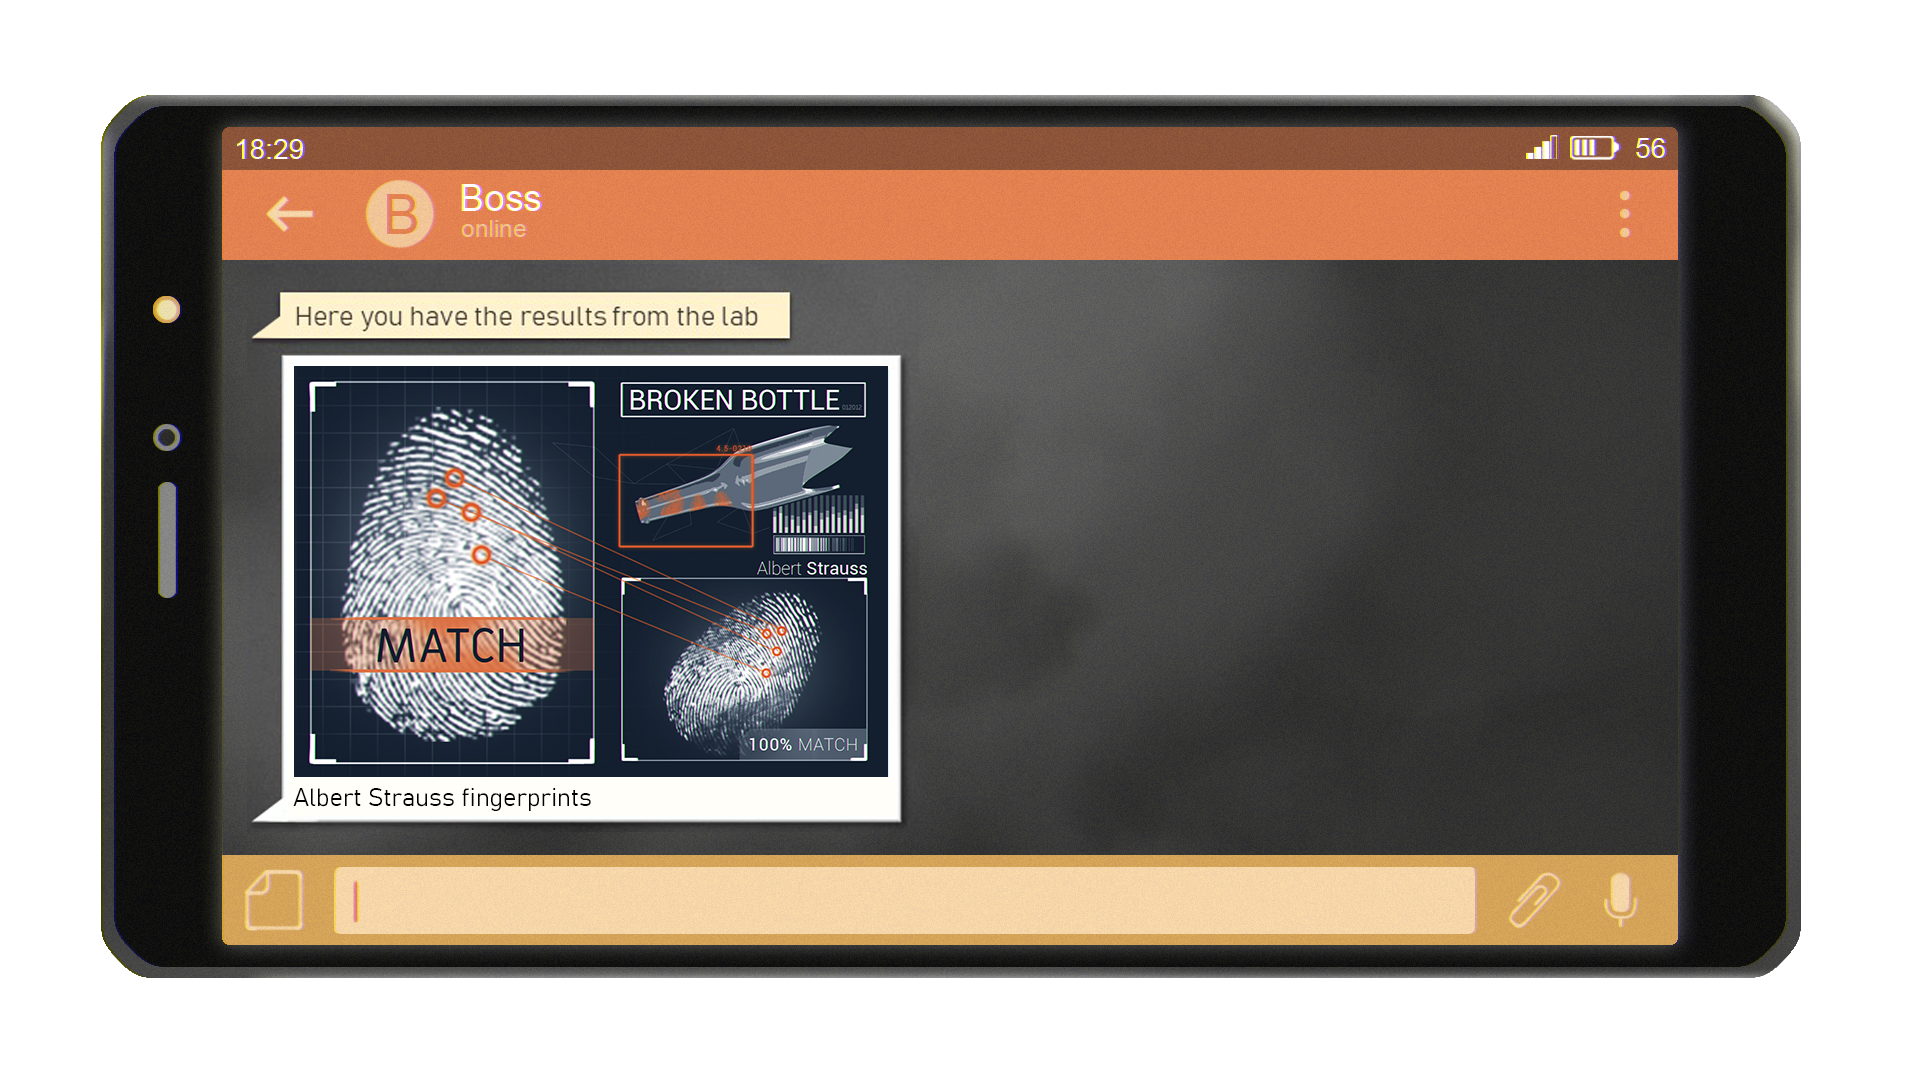 18:29
56
B
Boss
online
Here you have the results from the lab
BROKEN BOTTLE
Albert Strauss
MATCH
100% MATCH
Albert Strauss fingerprints